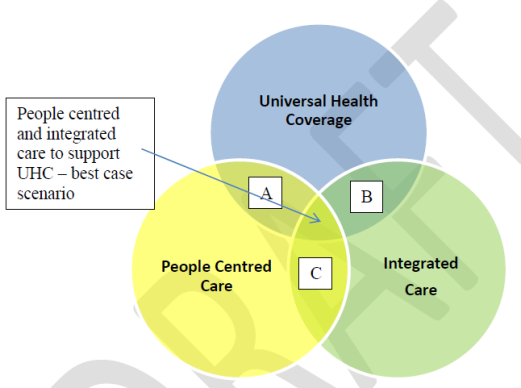 Universal Health
Coverage
People centred
and integrated
care to support
UHC – best case
scenario
A
B
People Centred
Care
C
Integrated
Care